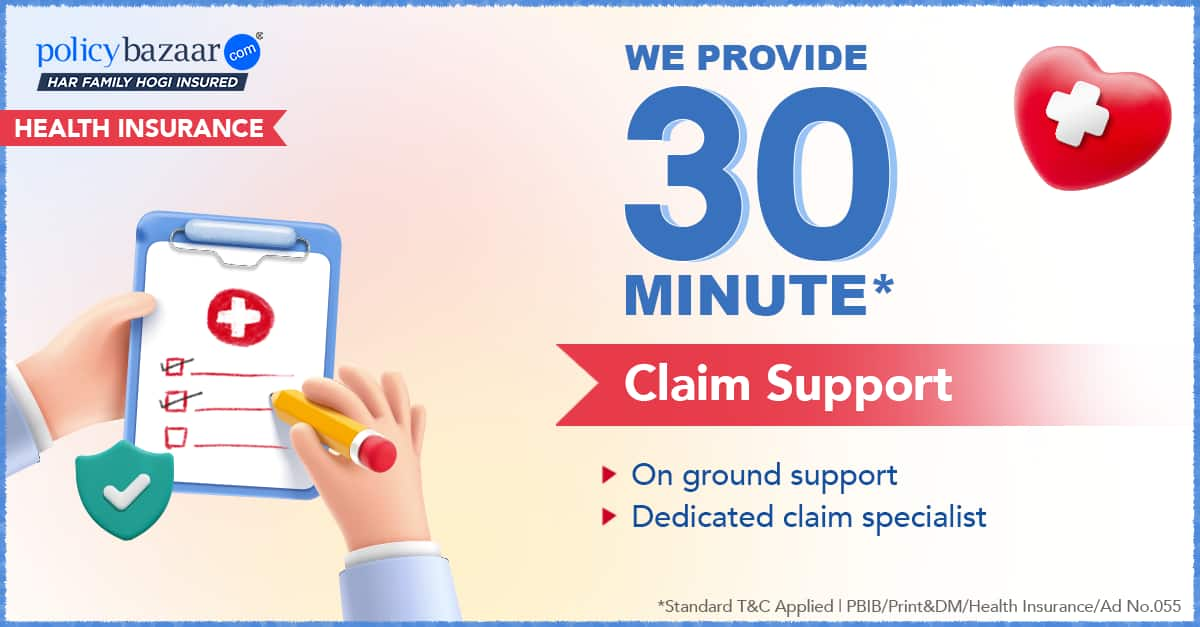 policybazaar.com
HAR FAMILY HOGI INSURED
HEALTH INSURANCE
WE PROVIDE
30
MINUTE*
Claim Support
On ground support
Dedicated claim specialist
*Standard T&C Applied | PBIB/Print&DM/Health Insurance/Ad No.055